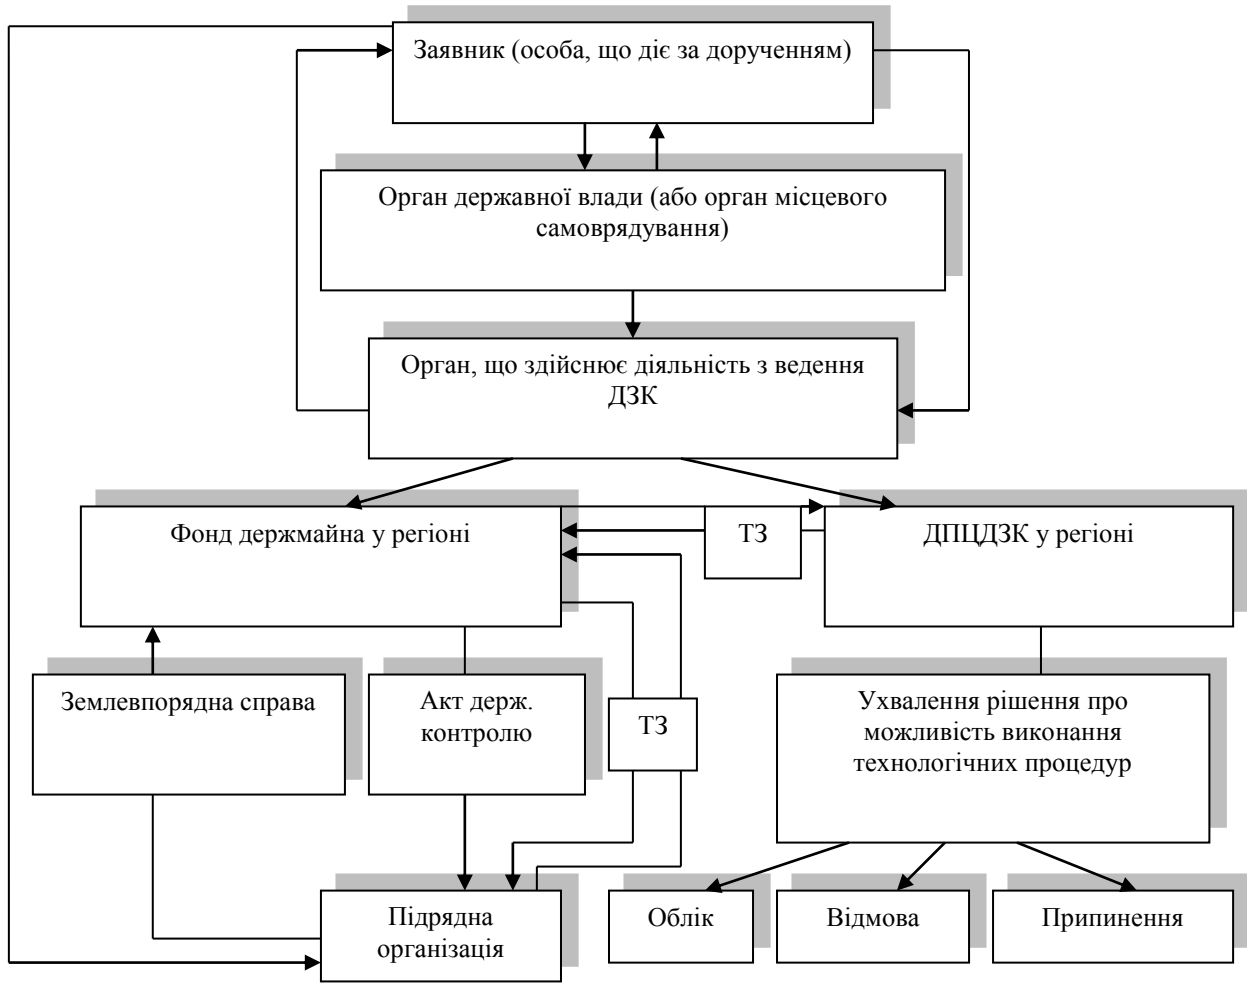 Заявник (особа, що діє за дорученням)
Орган державної влади (або орган місцевого
самоврядування)
Орган, що здійснює діяльність з ведення
ДЗК
Фонд держмайна у регіоні
ТЗ
ДПЦДЗК у регіоні
Землевпорядна справа
Акт держ.
контролю
ТЗ
Ухвалення рішення про
можливість виконання
технологічних процедур
Підрядна
організація
Облік
Відмова
Припинення